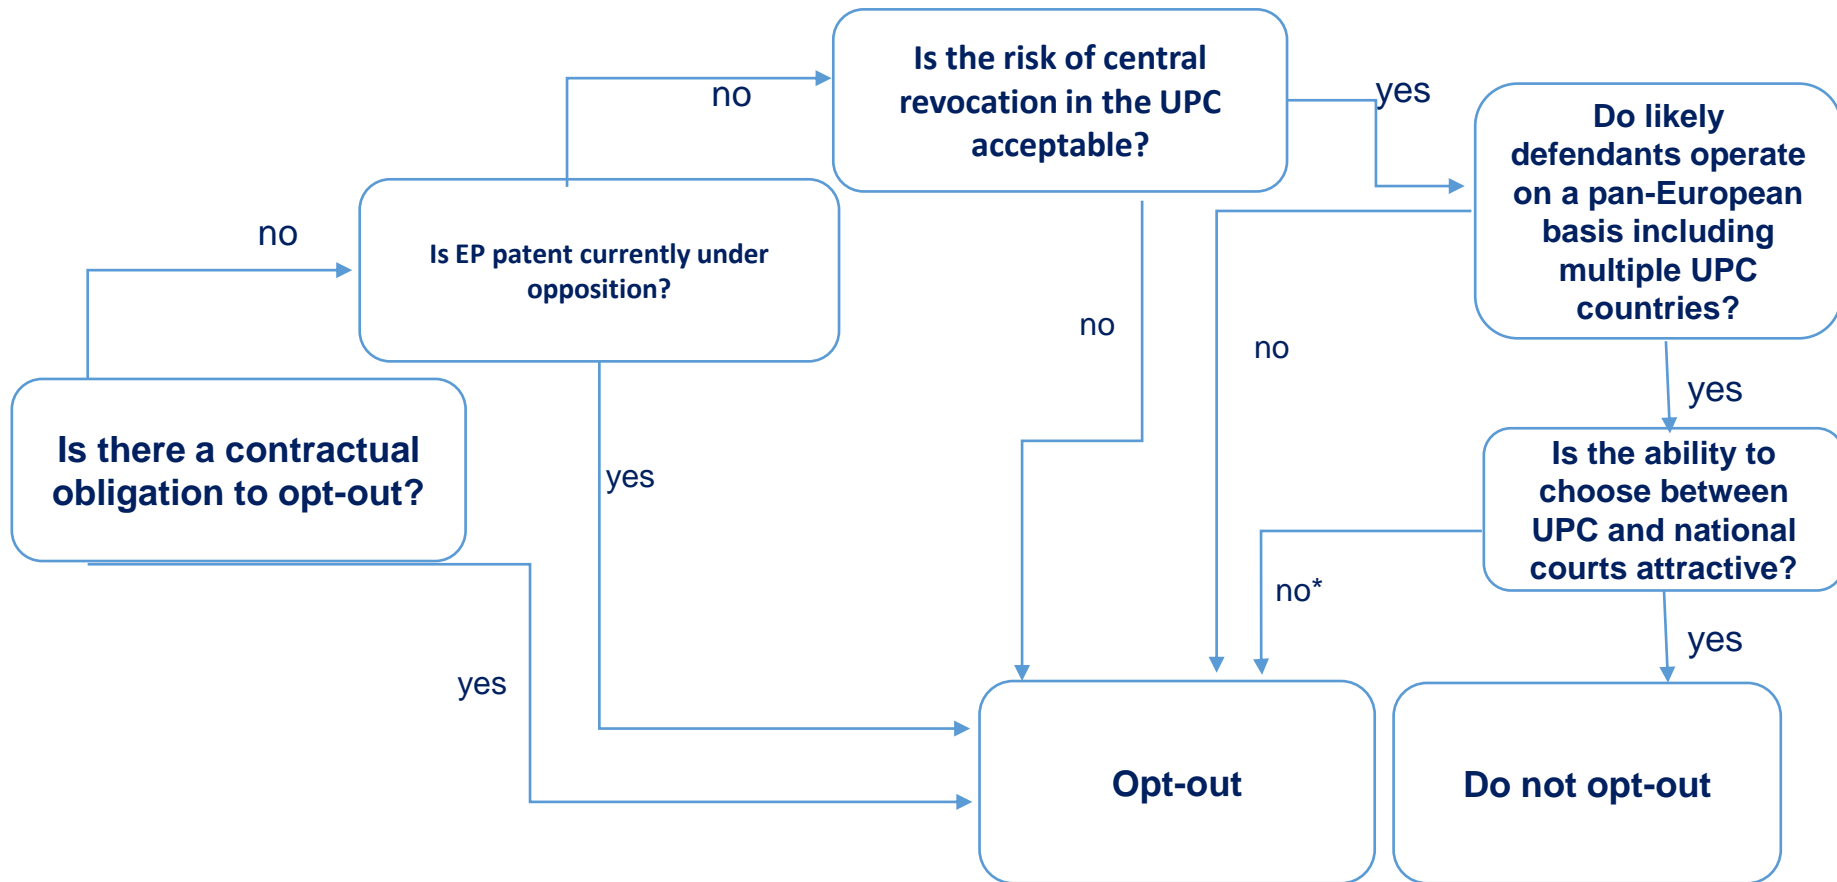 Is there a contractual
obligation to opt-out?
no
yes
Is EP patent currently under
opposition?
no
yes
Is the risk of central
revocation in the UPC
acceptable?
yes
no
Do likely
defendants operate
on a pan-European
basis including
multiple UPC
countries?
no
yes
Is the ability to
choose between
UPC and national
courts attractive?
no*
yes
Opt-out
Do not opt-out